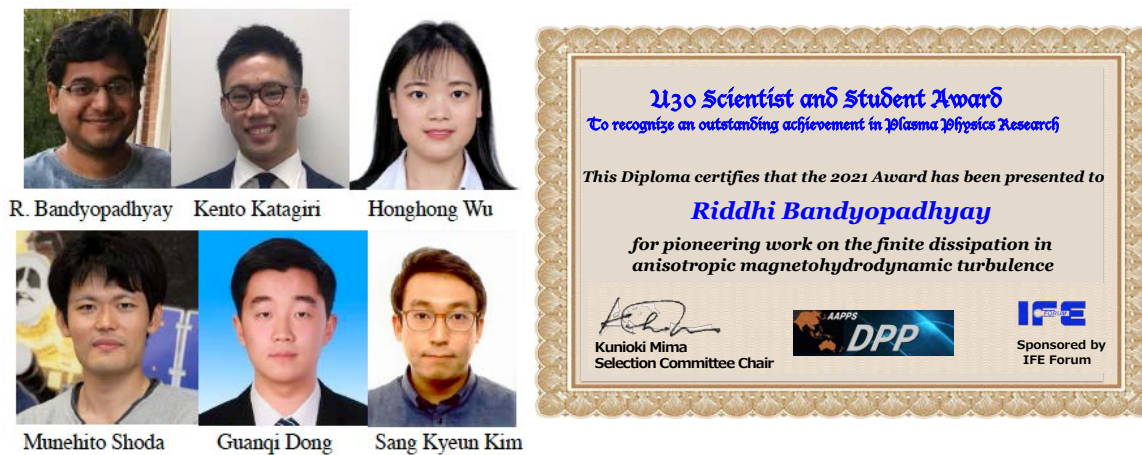 R. Bandyopadhyay Kento Katagiri Honghong Wu
Munehito Shoda Guanqi Dong Sang Kyeun Kim
U30 Scientist and Student Award
To recognize an outstanding achievement in Plasma Physics Research
This Diploma certifies that the 2021 Award has been presented to
Riddhi Bandyopadhyay
for pioneering work on the finite dissipation in
anisotropic magnetohydrodynamic turbulence
Kunioki Mima
Selection Committee Chair
AAPPS
DPP
IFE
FORUM
Sponsored by
IFE Forum